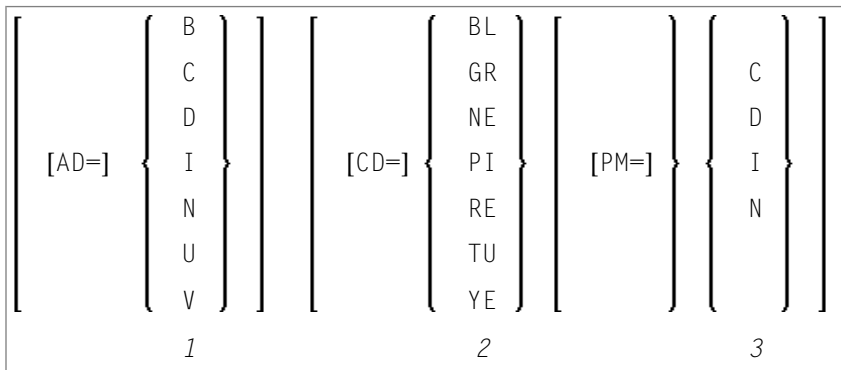 B BL
C GR C
D NE D
[AD=] I [CD=] PI [PM=] I
N RE N
U TU
V YE
1 2 3